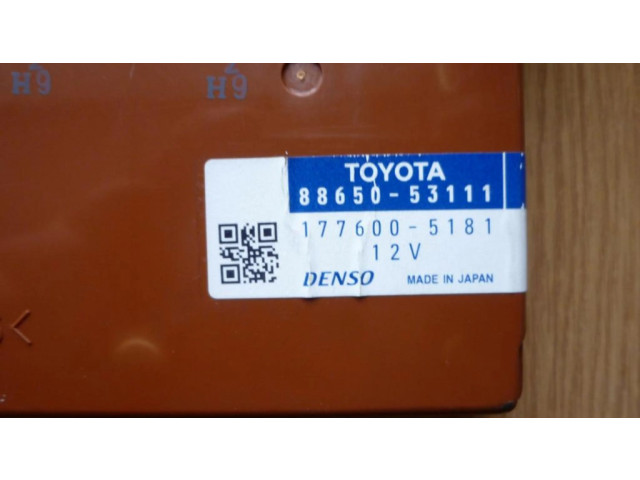 H9
H9
TOYOTA
88650-53111
177600-5181
12V
DENSO
MADE IN JAPAN